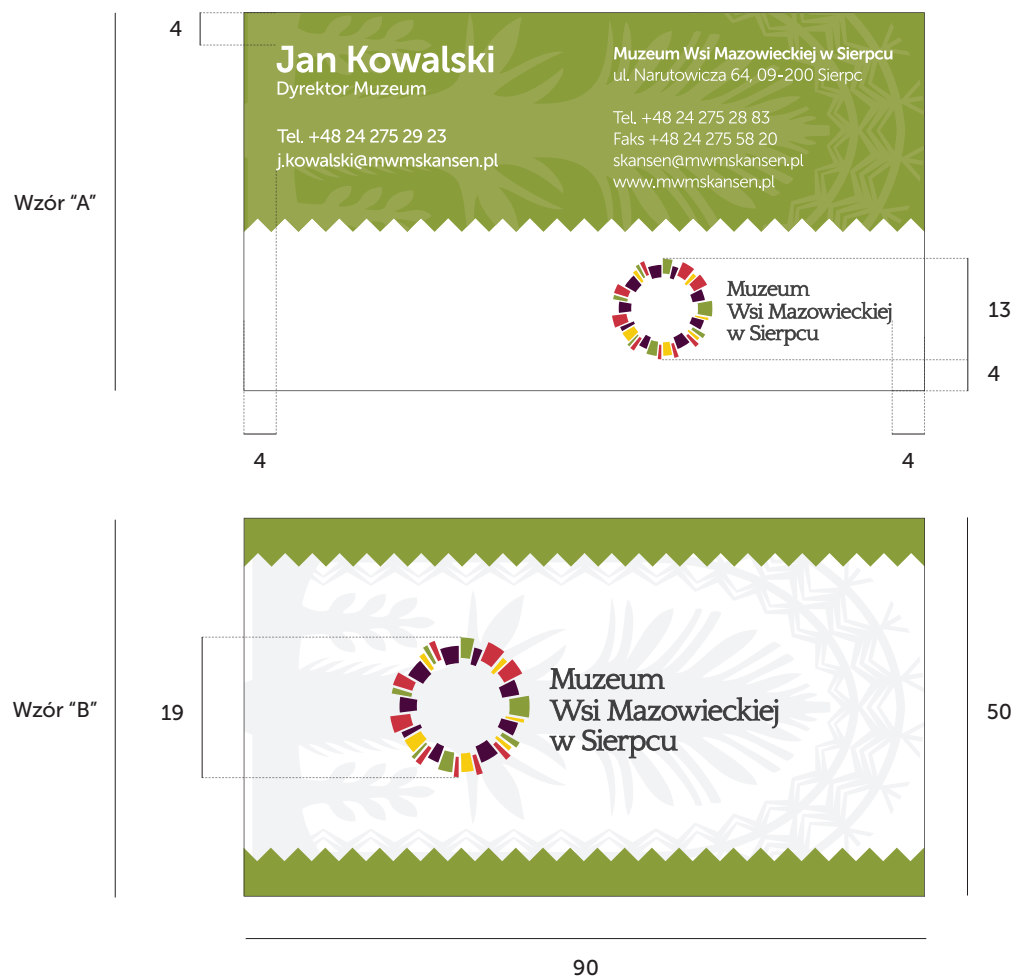 4
Jan Kowalski
Dyrektor Muzeum
Tel. +48 24 275 29 23
j.kowalski@mwmskansen.pl
Muzeum Wsi Mazowieckiej w Sierpcu
ul. Narutowicza 64, 09-200 Sierpc
Tel. +48 24 275 28 83
Faks +48 24 275 58 20
skansen@mwmskansen.pl
www.mwmskansen.pl
Wzór “A”
Muzeum
Wsi Mazowieckiej
w Sierpcu
13
4
4
4
Wzór “B”
19
Muzeum
Wsi Mazowieckiej
w Sierpcu
50
90